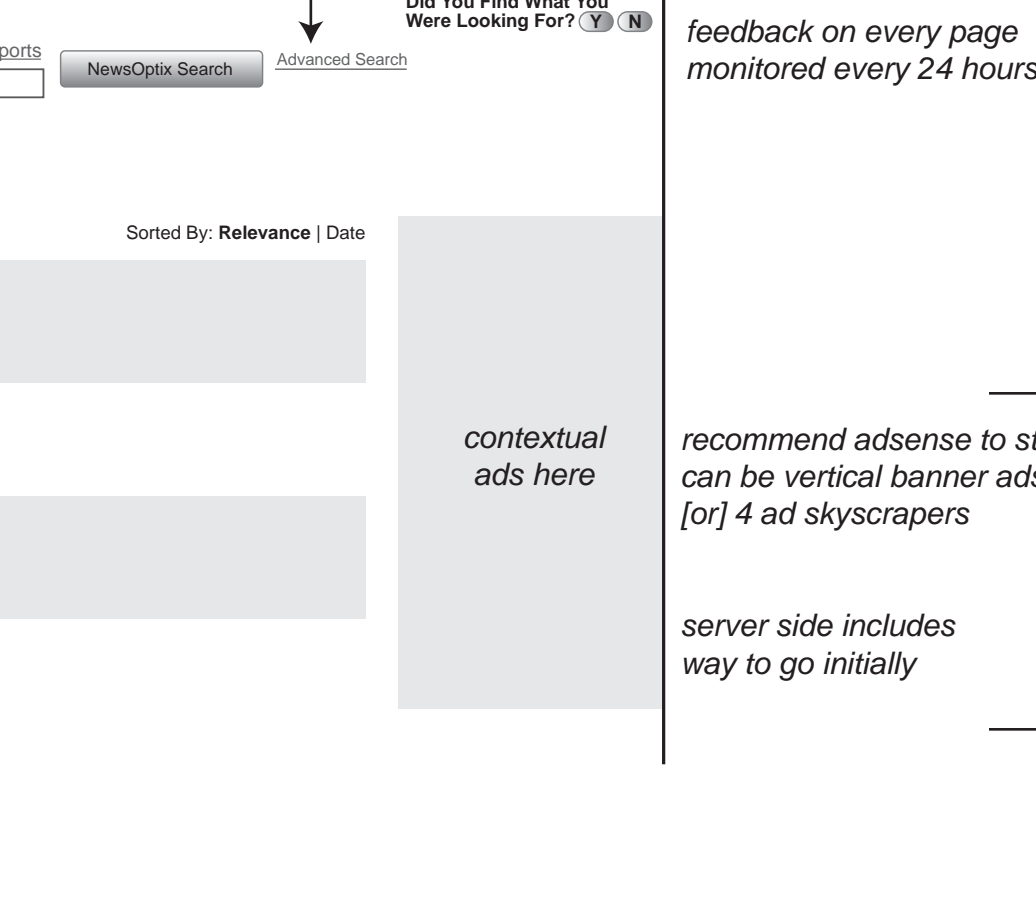 Did You Find What You
Were Looking For? Y N
ports
NewsOptix Search
Advanced Search
Sorted By: Relevance | Date
contextual
ads here
feedback on every page
monitored every 24 hours
recommend adsense to st
can be vertical banner ads
[or] 4 ad skyscrapers
server side includes
way to go initially